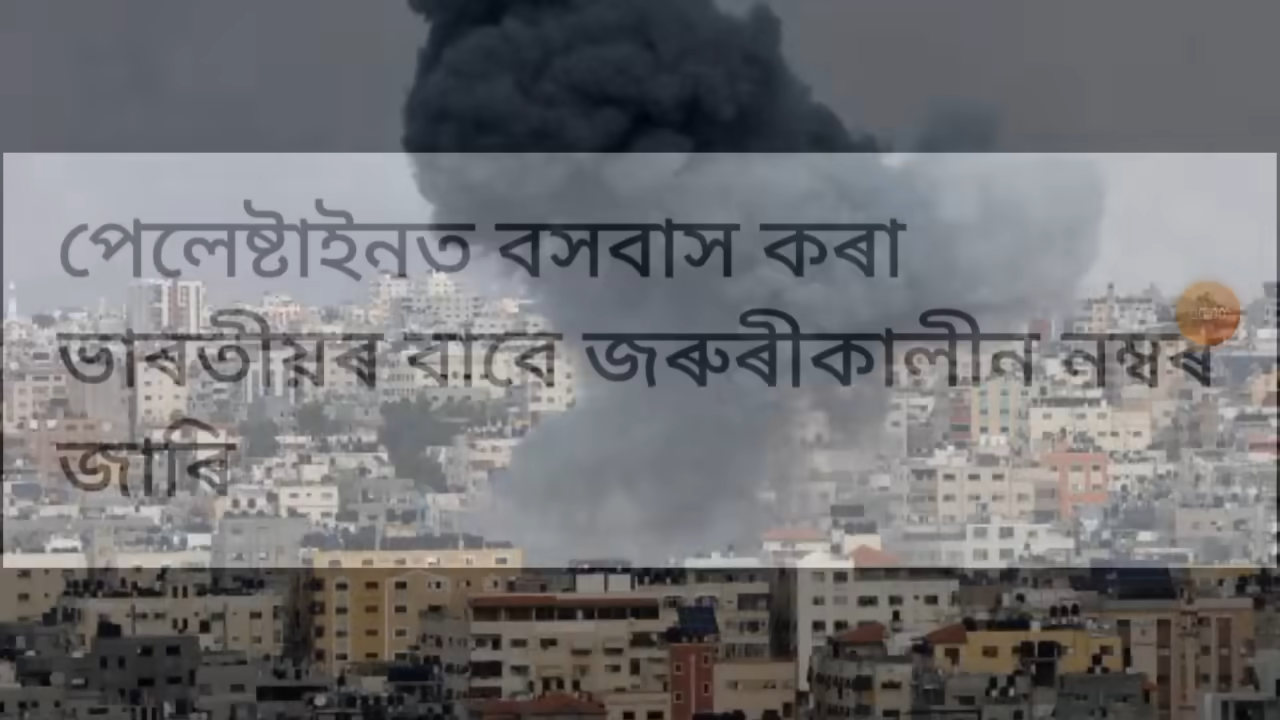 পেলেষ্টাইনত বসবাস কৰা
ভাৰতীয়ৰ বাবে জৰুৰীকালীন নম্বৰ
জাৰি